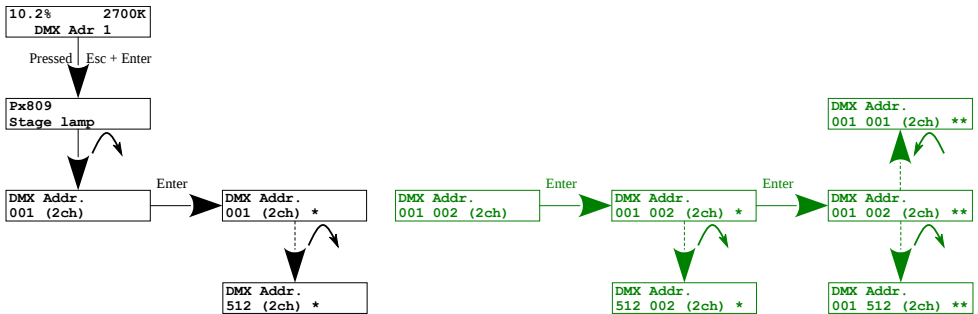 10.2% 2700K
DMX Adr 1
Pressed Esc + Enter
Px809
Stage lamp
DMX Addr.
001 (2ch)
Enter
DMX Addr.
001 (2ch) *
DMX Addr.
512 (2ch) *
DMX Addr.
001 002 (2ch)
Enter
DMX Addr.
001 002 (2ch) *
DMX Addr.
512 002 (2ch) *
Enter
DMX Addr.
001 001 (2ch) **
DMX Addr.
001 002 (2ch) **
DMX Addr.
001 512 (2ch) **